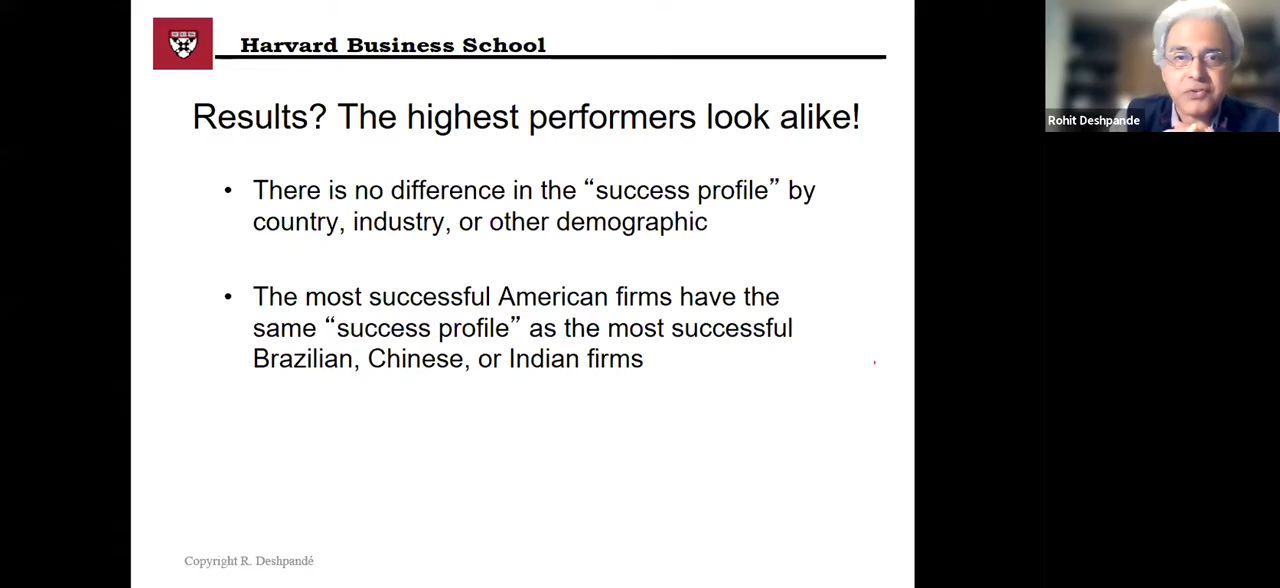 Harvard Business School
Rohit Deshpande
Results? The highest performers look alike!
• There is no difference in the “success profile” by
country, industry, or other demographic
• The most successful American firms have the
same “success profile” as the most successful
Brazilian, Chinese, or Indian firms
Copyright R. Deshpandé